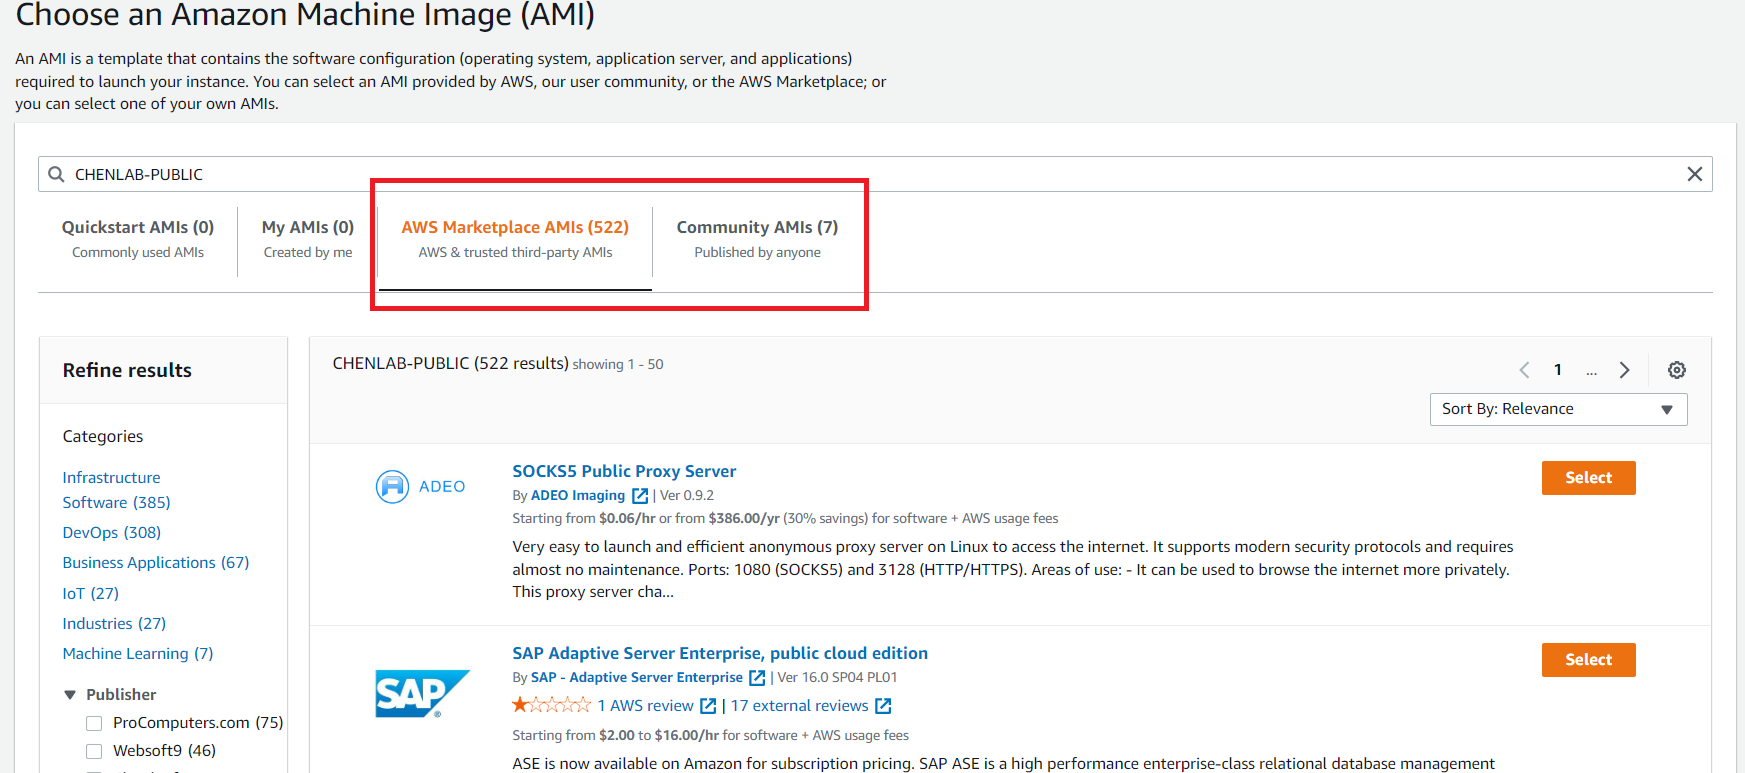 Choose an Amazon Machine Image (AMI)
An AMI is a template that contains the software configuration (operating system, application server, and applications)
required to launch your instance. You can select an AMI provided by AWS, our user community, or the AWS Marketplace; or
you can select one of your own AMIs.
CHENLAB-PUBLIC
Quickstart AMIs (0)
Commonly used AMIs
My AMIs (0)
Created by me
AWS Marketplace AMIs (522)
AWS & trusted third-party AMIs
Community AMIs (7)
Published by anyone
Refine results
Categories
Infrastructure
Software (385)
DevOps (308)
Business Applications (67)
IoT (27)
Industries (27)
Machine Learning (7)
Publisher
ProComputers.com (75)
Websoft9 (46)
CHENLAB-PUBLIC (522 results) showing 1 - 50
1 ...
Sort By: Relevance
ADEO
SOCKS5 Public Proxy Server
By ADEO Imaging | Ver 0.9.2
Starting from $0.06/hr or from $386.00/yr (30% savings) for software + AWS usage fees
Very easy to launch and efficient anonymous proxy server on Linux to access the internet. It supports modern security protocols and requires
almost no maintenance. Ports: 1080 (SOCKS5) and 3128 (HTTP/HTTPS). Areas of use: - It can be used to browse the internet more privately.
This proxy server cha...
Select
SAP
SAP Adaptive Server Enterprise, public cloud edition
By SAP - Adaptive Server Enterprise | Ver 16.0 SP04 PL01
1 AWS review | 17 external reviews
Starting from $2.00 to $16.00/hr for software + AWS usage fees
ASE is now available on Amazon for subscription pricing. SAP ASE is a high performance enterprise-class relational database management
Select